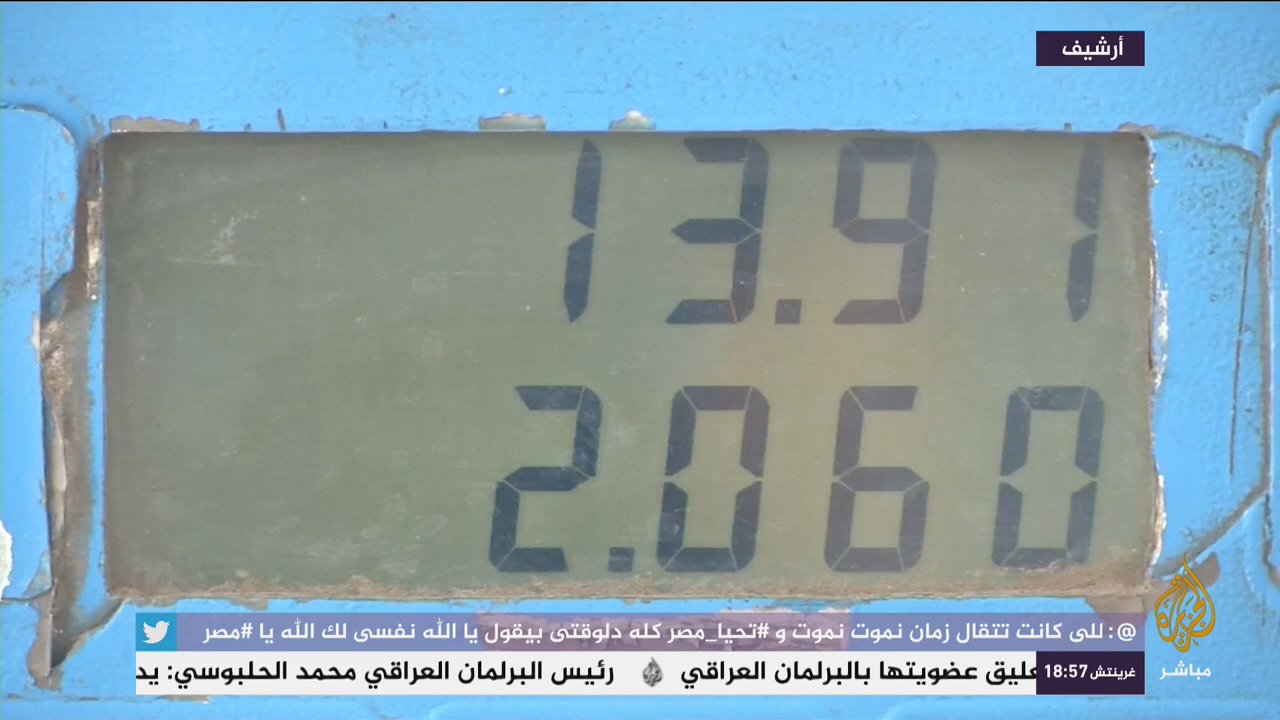 أرشيف
13.91
2.060
@: للى كانت تتقال زمان نموت نموت و #تحيا_مصر كله دلوقتى بيقول يا الله نفسى لك الله يا #مصر
غرينتش 18:57 عليق عضويتها بالبرلمان العراقي رئيس البرلمان العراقي محمد الحلبوسي: يد
الجزيرة
مباشر